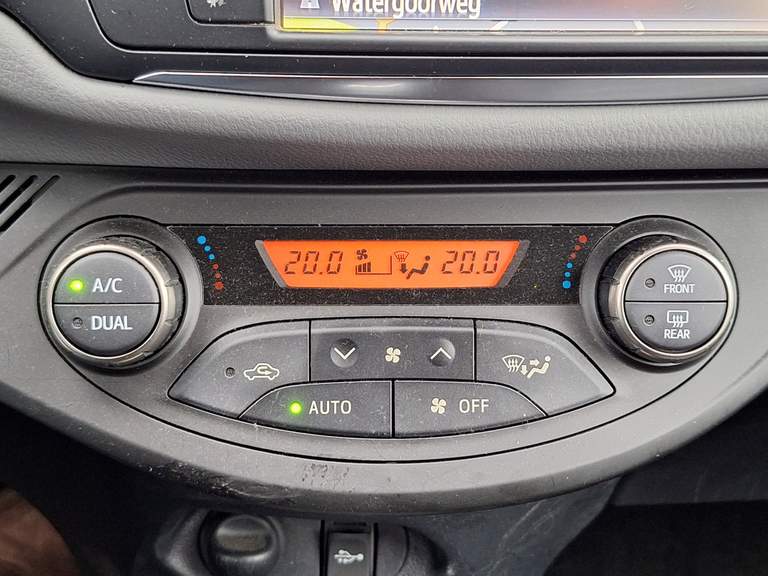 Watergoorweg
20.0 20.0
A/C
DUAL
FRONT
REAR
AUTO
OFF